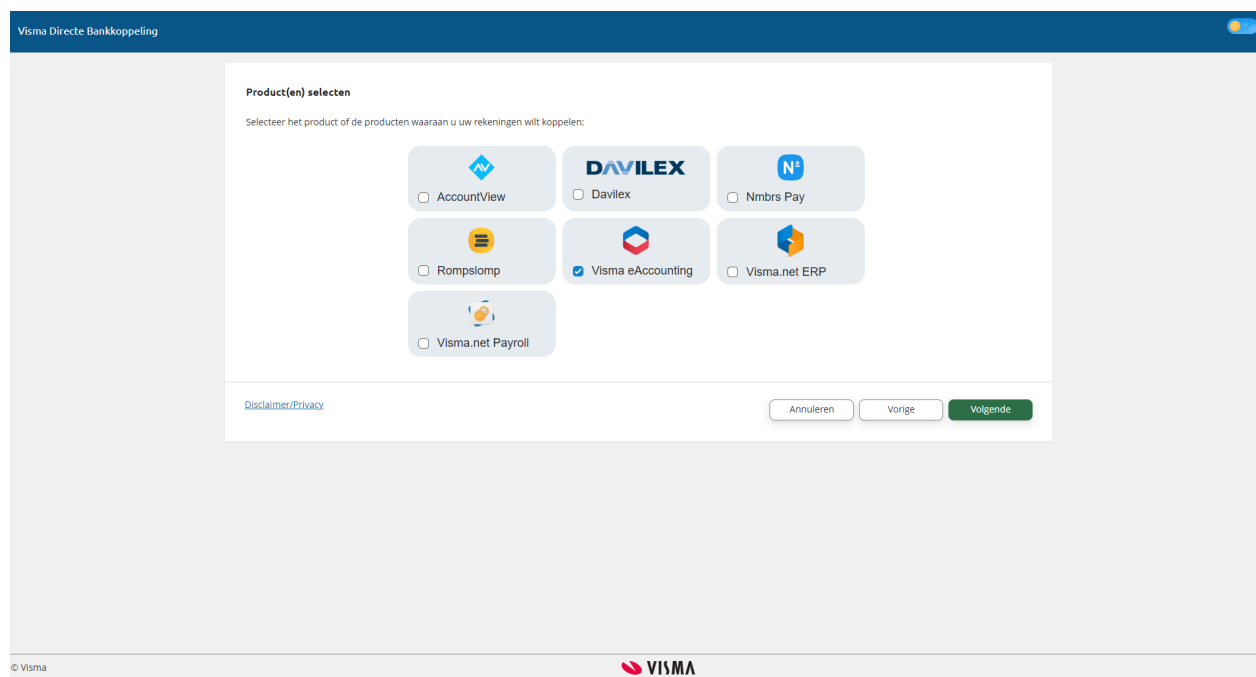 Visma Directe Bankkoppeling
Product(en) selecten
Selecteer het product of de producten waaraan u uw rekeningen wilt koppelen:
AV
DAVILEX
N°
AccountView
Davilex
Nmbrs Pay
Rompslomp
Visma eAccounting
Visma.net ERP
Visma.net Payroll
Disclaimer/Privacy
Annuleren
Vorige
Volgende
© Visma
VISMA